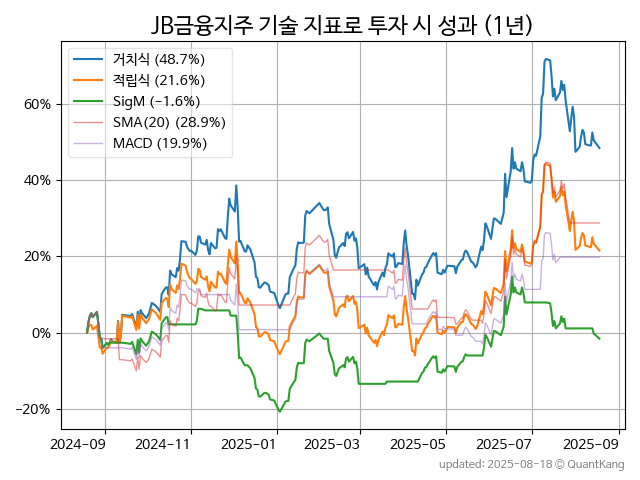 JB금융지주 기술 지표로 투자 시 성과 (1년)
거치식 (48.7%)
적립식 (21.6%)
SigM (−1.6%)
SMA(20) (28.9%)
MACD (19.9%)
60%
40%
20%
0%
−20%
2024-09 2024-11 2025-01 2025-03 2025-05 2025-07 2025-09
updated: 2025-08-18 © QuantKang